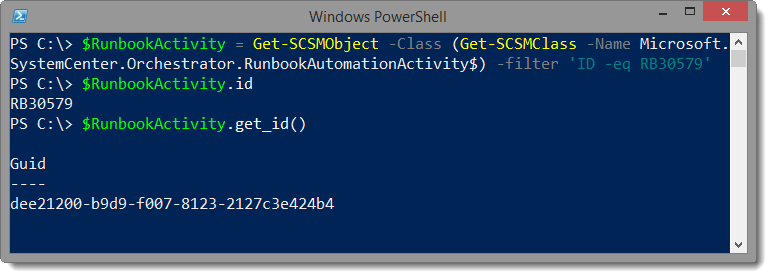 Windows PowerShell
PS C:\> $RunbookActivity = Get-SCSMObject -Class (Get-SCSMClass -Name Microsoft.
SystemCenter.Orchestrator.RunbookAutomationActivity$) -filter 'ID -eq RB30579'
PS C:\> $RunbookActivity.id
RB30579
PS C:\> $RunbookActivity.get_id()
Guid
----
dee21200-b9d9-f007-8123-2127c3e424b4